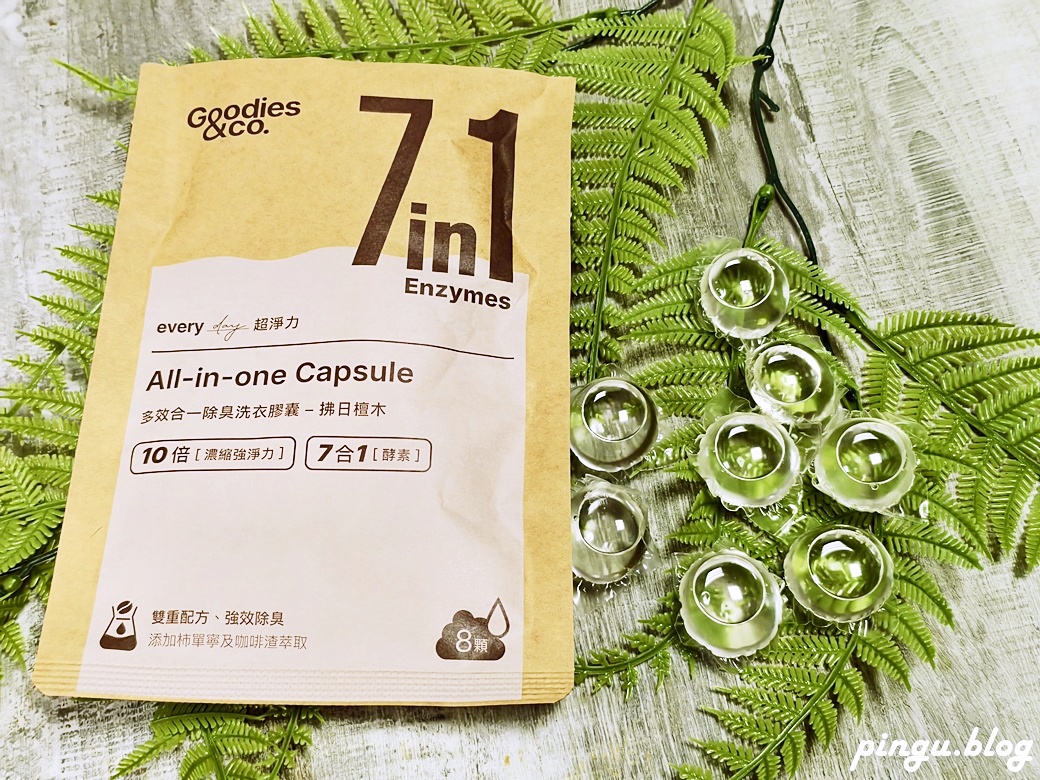 Goodies
&co.
7in1
Enzymes
every day 超淨力
All-in-one Capsule
多效合一除臭洗衣膠囊 – 拂日檀木
10倍 [ 濃縮強淨力 ] 7合1 [ 酵素 ]
雙重配方、強效除臭
添加柿單寧及咖啡渣萃取
8顆
pingu.blog